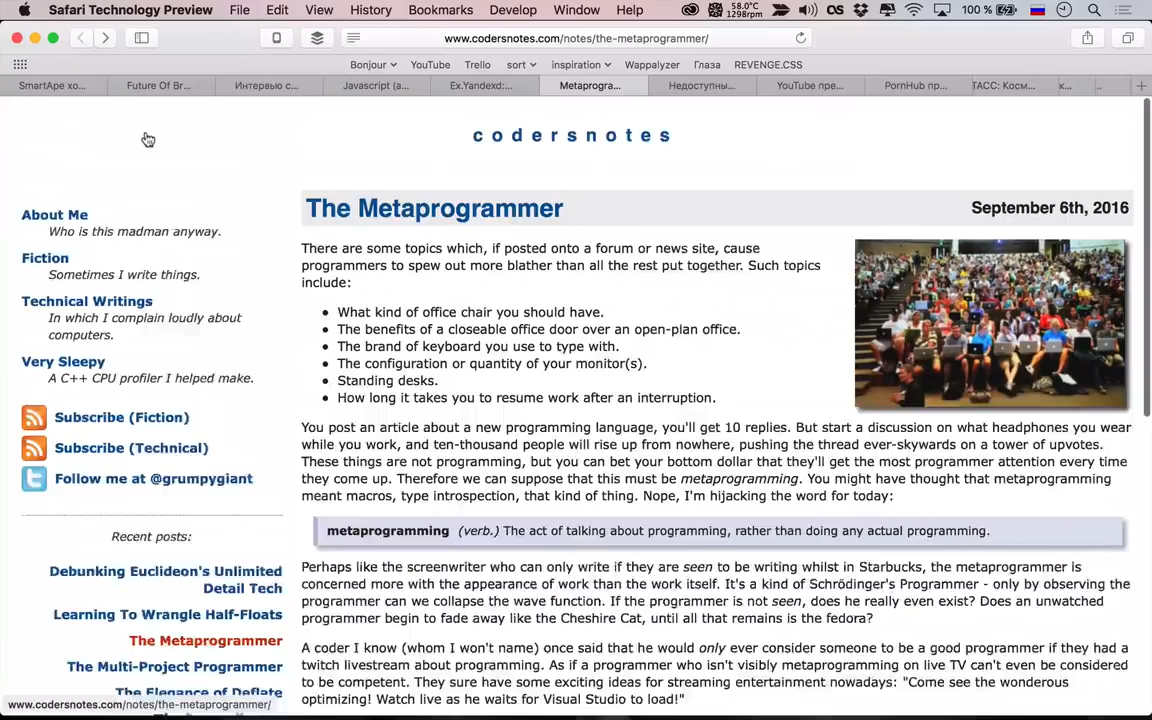 Safari Technology Preview File Edit View History Bookmarks Develop Window Help 58.0°C 1298rpm 100 %
www.codersnotes.com/notes/the-metaprogrammer/
Bonjour YouTube Trello sort inspiration Wappalyzer Глаза REVENGE.CSS
SmartApe хо... Future Of Br... Интервью с... Javascript (а... Ex.Yandexd:... Metaprogra... Недоступны... YouTube пре... PornHub пр... ТАСС: Косм... к... ..
codersnotes
The Metaprogrammer
September 6th, 2016
About Me
Who is this madman anyway.
Fiction
Sometimes I write things.
Technical Writings
In which I complain loudly about
computers.
Very Sleepy
A C++ CPU profiler I helped make.
Subscribe (Fiction)
Subscribe (Technical)
Follow me at @grumpygiant
Recent posts:
Debunking Euclideon's Unlimited
Detail Tech
Learning To Wrangle Half-Floats
The Metaprogrammer
The Multi-Project Programmer
The Elegance of Deflate
There are some topics which, if posted onto a forum or news site, cause
programmers to spew out more blather than all the rest put together. Such topics
include:
What kind of office chair you should have.
The benefits of a closeable office door over an open-plan office.
The brand of keyboard you use to type with.
The configuration or quantity of your monitor(s).
Standing desks.
How long it takes you to resume work after an interruption.
You post an article about a new programming language, you'll get 10 replies. But start a discussion on what headphones you wear
while you work, and ten-thousand people will rise up from nowhere, pushing the thread ever-skywards on a tower of upvotes.
These things are not programming, but you can bet your bottom dollar that they'll get the most programmer attention every time
they come up. Therefore we can suppose that this must be metaprogramming. You might have thought that metaprogramming
meant macros, type introspection, that kind of thing. Nope, I'm hijacking the word for today:
metaprogramming (verb.) The act of talking about programming, rather than doing any actual programming.
Perhaps like the screenwriter who can only write if they are seen to be writing whilst in Starbucks, the metaprogrammer is
concerned more with the appearance of work than the work itself. It's a kind of Schrödinger's Programmer - only by observing the
programmer can we collapse the wave function. If the programmer is not seen, does he really even exist? Does an unwatched
programmer begin to fade away like the Cheshire Cat, until all that remains is the fedora?
A coder I know (whom I won't name) once said that he would only ever consider someone to be a good programmer if they had a
twitch livestream about programming. As if a programmer who isn't visibly metaprogramming on live TV can't even be considered
to be competent. They sure have some exciting ideas for streaming entertainment nowadays: "Come see the wonderous
optimizing! Watch live as he waits for Visual Studio to load!"
www.codersnotes.com/notes/the-metaprogrammer/